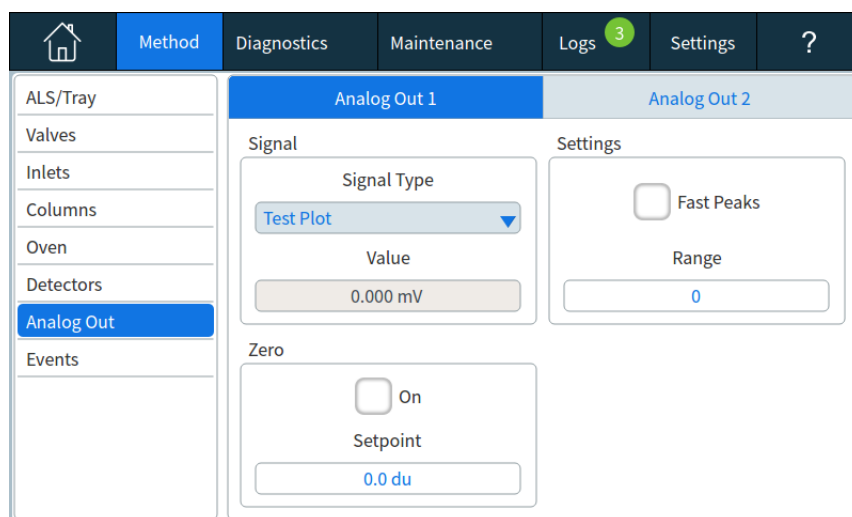 Method Diagnostics Maintenance Logs 3 Settings ?
ALS/Tray
Valves
Inlets
Columns
Oven
Detectors
Analog Out
Events
Analog Out 1 Analog Out 2
Signal
Signal Type
Test Plot
Value
0.000 mV
Settings
Fast Peaks
Range
0
Zero
On
Setpoint
0.0 du